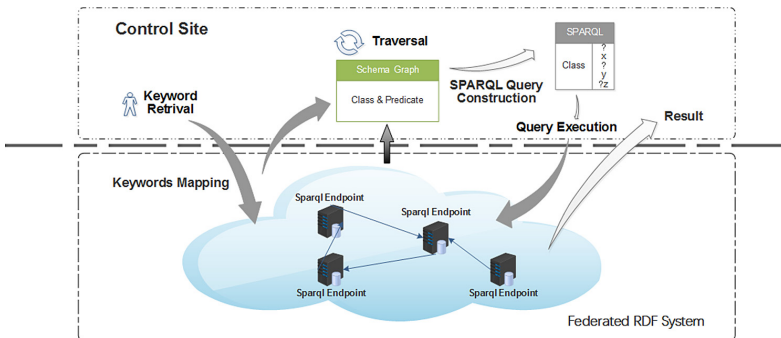 Control Site
Traversal
Schema Graph
Class & Predicate
Keyword
Retrival
SPARQL Query
Construction
SPARQL
Class
?
x
?
y
?z
Query Execution
Result
Keywords Mapping
Sparql Endpoint
Sparql Endpoint
Sparql Endpoint
Sparql Endpoint
Federated RDF System